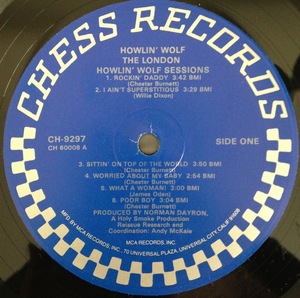 CHESS RECORDS
HOWLIN' WOLF
THE LONDON
HOWLIN' WOLF SESSIONS
1. ROCKIN' DADDY 3:42 BMI
(Chester Burnett)
2. I AIN'T SUPERSTITIOUS 3:29 BMI
(Willie Dixon)
CH-9297
CH 60008 A
SIDE ONE
3. SITTIN' ON TOP OF THE WORLD 3:50 BMI
(Chester Burnett)
4. WORRIED ABOUT MY BABY 2:54 BMI
(Chester Burnett)
5. WHAT A WOMAN! 3:00 BMI
(James Oden)
6. POOR BOY 3:04 BMI
(Chester Burnett)
PRODUCED BY NORMAN DAYRON,
A Holy Smoke Production
Reissue Research and
Coordination: Andy McKaie
MCA RECORDS, INC.
MFG. BY MCA RECORDS, INC., 70 UNIVERSAL PLAZA, UNIVERSAL CITY, CALIF. 91608